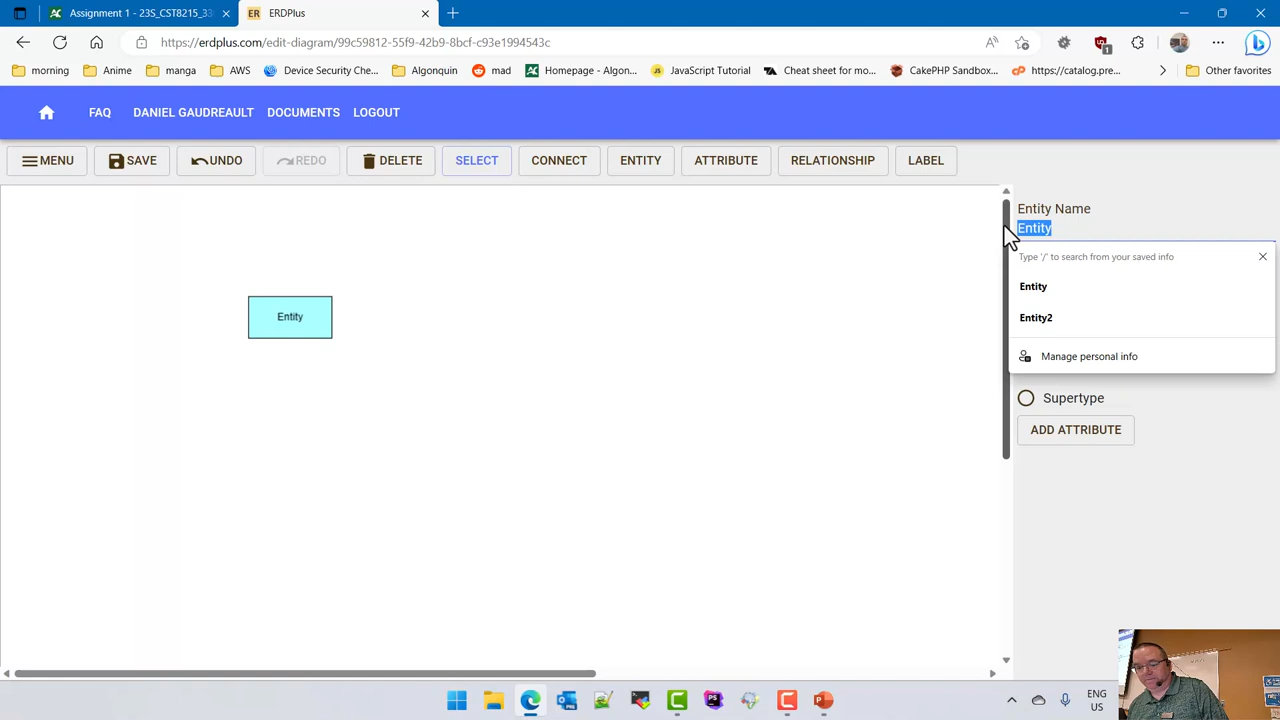 Assignment 1 - 23S_CST8215_33
ER ERDPlus
https://erdplus.com/edit-diagram/99c59812-55f9-42b9-8bcf-c93e1994543c
morning Anime manga AWS Device Security Che... Algonquin mad Homepage - Algon... JavaScript Tutorial Cheat sheet for mo... CakePHP Sandbox... https://catalog.pre... Other favorites
FAQ DANIEL GAUDREAULT DOCUMENTS LOGOUT
MENU SAVE UNDO REDO DELETE SELECT CONNECT ENTITY ATTRIBUTE RELATIONSHIP LABEL
Entity Name
Entity
Type '/' to search from your saved info
Entity
Entity2
Manage personal info
Entity
Supertype
ADD ATTRIBUTE
ENG
US